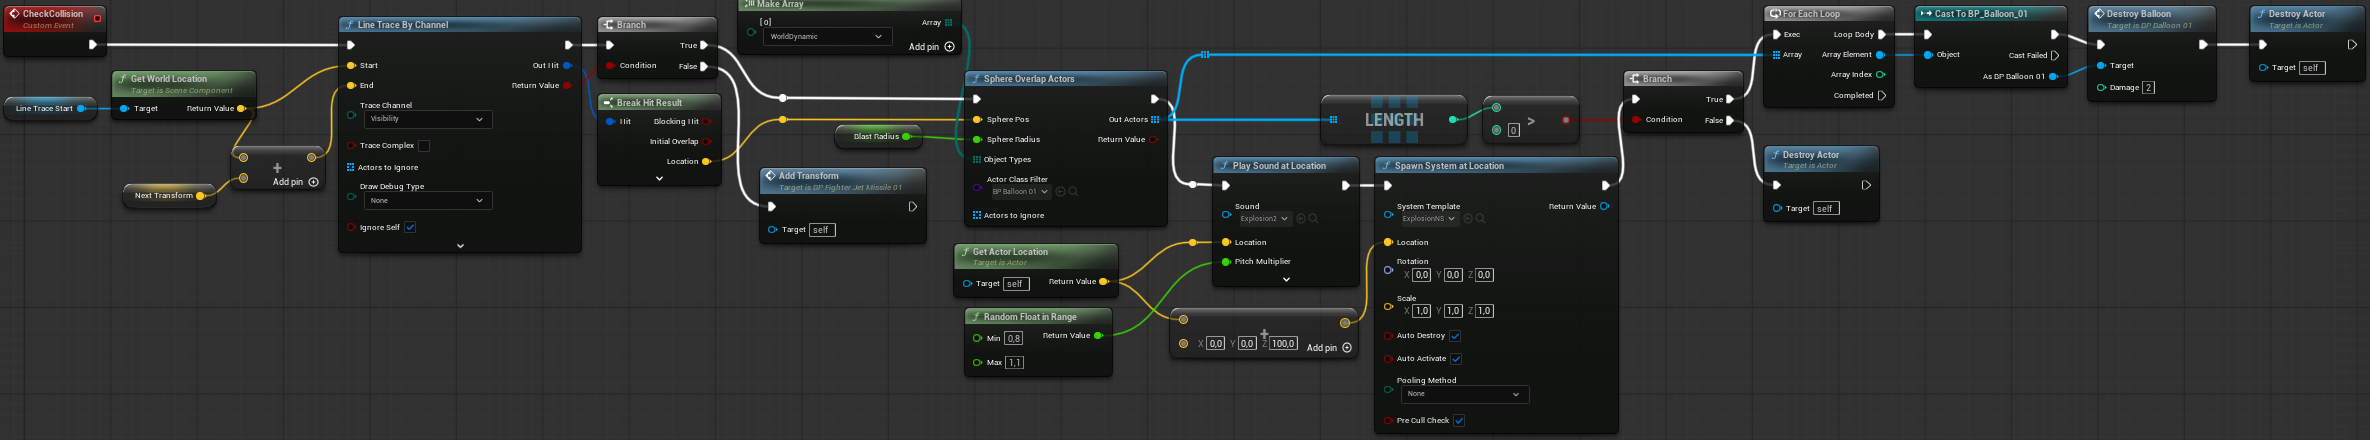 CheckCollision
Custom Event
Get World Location
Target is Scene Component
Line Trace Start
Target
Return Value
Next Transform
+
Add pin
Line Trace By Channel
Start
Out Hit
End
Return Value
Trace Channel
Visibility
Trace Complex
Actors to Ignore
Draw Debug Type
None
Ignore Self
Branch
True
Condition
False
Break Hit Result
Hit
Blocking Hit
Initial Overlap
Location
Make Array
[0]
Array
WorldDynamic
Add pin
Blast Radius
Add Transform
Target is BP Fighter Jet Missile 01
Target
self
Sphere Overlap Actors
Sphere Pos
Out Actors
Sphere Radius
Return Value
Object Types
Actor Class Filter
BP Balloon 01
Actors to Ignore
Get Actor Location
Target is Actor
Target
self
Return Value
Random Float in Range
Min
0,8
Return Value
Max
1,1
Play Sound at Location
Sound
Explosion2
Location
Pitch Multiplier
+
X 0,0 Y 0,0 Z 100,0
Add pin
LENGTH
>
0
Spawn System at Location
System Template
Return Value
ExplosionNS
Location
Rotation
X 0,0 Y 0,0 Z 0,0
Scale
X 1,0 Y 1,0 Z 1,0
Auto Destroy
Auto Activate
Pooling Method
None
Pre Cull Check
Branch
True
Condition
False
For Each Loop
Exec
Loop Body
Array
Array Element
Array Index
Completed
Destroy Actor
Target is Actor
Target
self
Cast To BP_Balloon_01
Cast Failed
Object
As BP Balloon 01
Destroy Balloon
Target is BP Balloon 01
Target
Damage
2
Destroy Actor
Target is Actor
Target
self